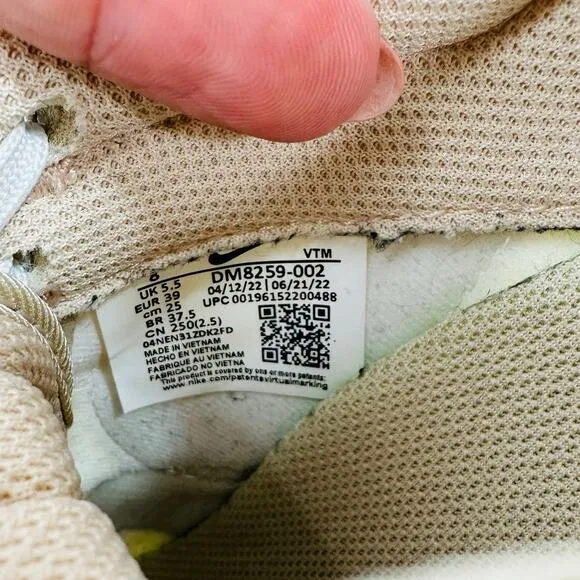 VTM
8
UK 5.5
EUR 39
cm 25
BR 37.5
CN 250(2.5)
DM8259-002
04/12/22 | 06/21/22
UPC 00196152200488
04NEN31ZDK2FD
MADE IN VIETNAM
HECHO EN VIETNAM
FABRIQUE AU VIETNAM
FABRICADO NO VIETNA
This product is covered by one or more patents:
www.nike.com/patentsvirtualmarking